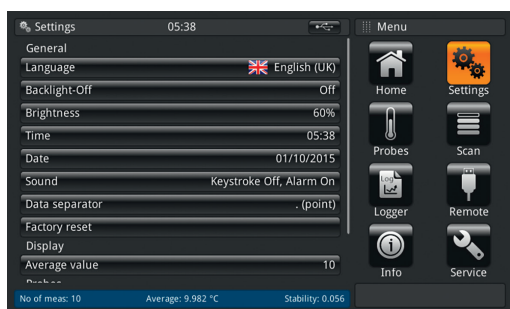 Settings 05:38
General
Language English (UK)
Backlight-Off Off
Brightness 60%
Time 05:38
Date 01/10/2015
Sound Keystroke Off, Alarm On
Data separator . (point)
Factory reset
Display
Average value 10
Probes
No of meas: 10 Average: 9.982 °C Stability: 0.056
Menu
Home Settings
Probes Scan
Log
Logger Remote
Info Service